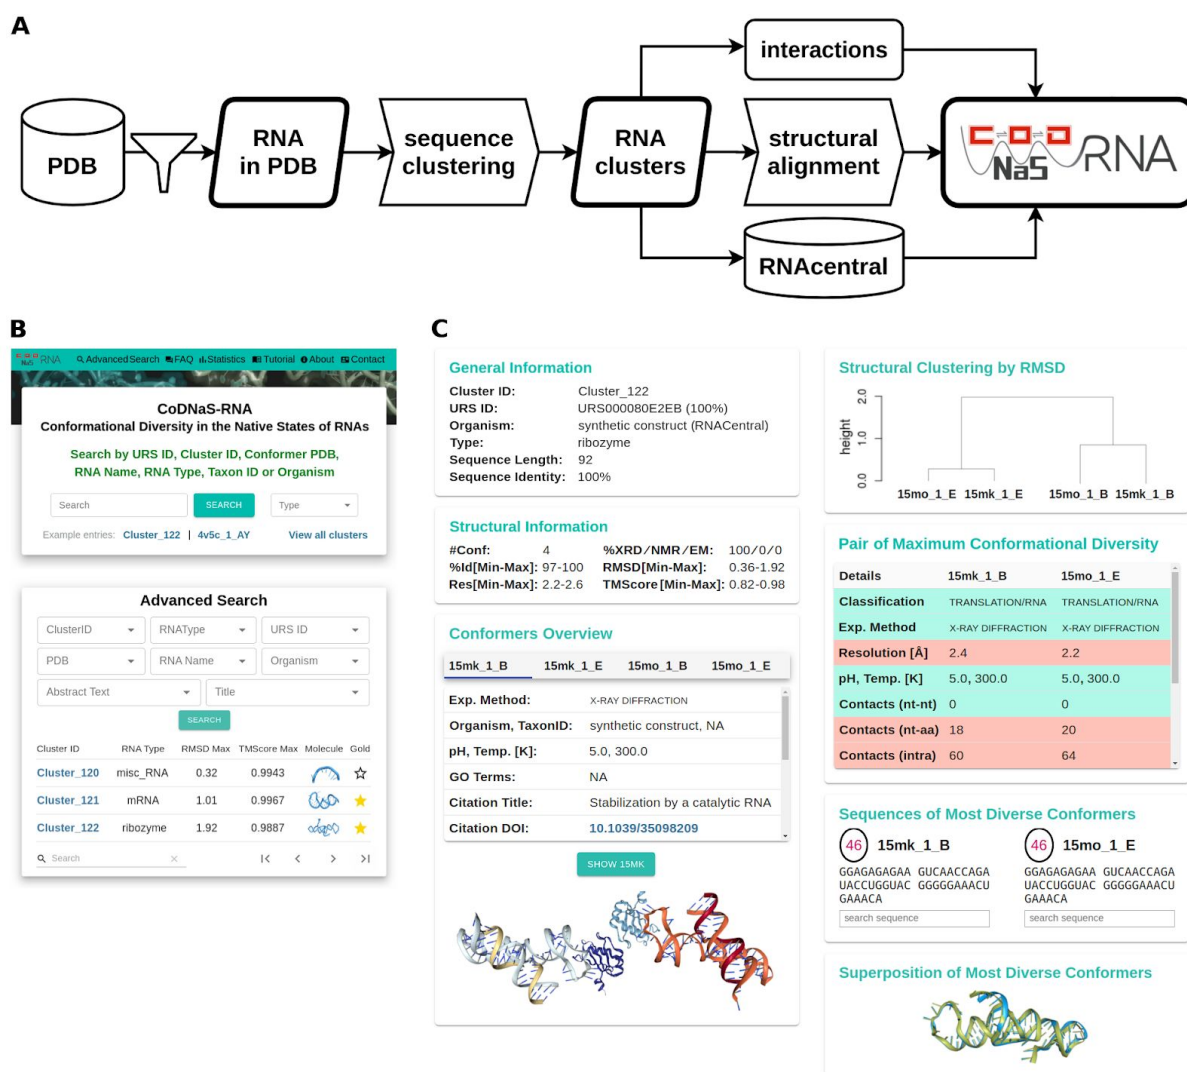 A
PDB
RNA
in PDB
sequence
clustering
RNA
clusters
interactions
structural
alignment
RNAcentral
COD
NaS RNA
B
COD NaS RNA Advanced Search FAQ Statistics Tutorial About Contact
CoDNaS-RNA
Conformational Diversity in the Native States of RNAs
Search by URS ID, Cluster ID, Conformer PDB,
RNA Name, RNA Type, Taxon ID or Organism
Search SEARCH Type
Example entries: Cluster_122 | 4v5c_1_AY View all clusters
Advanced Search
ClusterID RNAType URS ID
PDB RNA Name Organism
Abstract Text Title
SEARCH
Cluster ID RNA Type RMSD Max TMScore Max Molecule Gold
Cluster_120 misc_RNA 0.32 0.9943
Cluster_121 mRNA 1.01 0.9967
Cluster_122 ribozyme 1.92 0.9887
Search
C
General Information
Cluster ID: Cluster_122
URS ID: URS000080E2EB (100%)
Organism: synthetic construct (RNACentral)
Type: ribozyme
Sequence Length: 92
Sequence Identity: 100%
Structural Information
#Conf: 4 %XRD/NMR/EM: 100/0/0
%Id[Min-Max]: 97-100 RMSD[Min-Max]: 0.36-1.92
Res[Min-Max]: 2.2-2.6 TMScore[Min-Max]: 0.82-0.98
Conformers Overview
15mk_1_B 15mk_1_E 15mo_1_B 15mo_1_E
Exp. Method: X-RAY DIFFRACTION
Organism, TaxonID: synthetic construct, NA
pH, Temp. [K]: 5.0, 300.0
GO Terms: NA
Citation Title: Stabilization by a catalytic RNA
Citation DOI: 10.1039/35098209
SHOW 15MK
Structural Clustering by RMSD
height
2.0
1.0
0.0
15mo_1_E 15mk_1_E 15mo_1_B 15mk_1_B
Pair of Maximum Conformational Diversity
Details 15mk_1_B 15mo_1_E
Classification TRANSLATION/RNA TRANSLATION/RNA
Exp. Method X-RAY DIFFRACTION X-RAY DIFFRACTION
Resolution [Å] 2.4 2.2
pH, Temp. [K] 5.0, 300.0 5.0, 300.0
Contacts (nt-nt) 0 0
Contacts (nt-aa) 18 20
Contacts (intra) 60 64
Sequences of Most Diverse Conformers
46 15mk_1_B 46 15mo_1_E
GGAGAGAGAA GUCAACCAGA GGAGAGAGAA GUCAACCAGA
UACCUGGUAC GGGGGAAACU UACCUGGUAC GGGGGAAACU
GAAACA GAAACA
search sequence search sequence
Superposition of Most Diverse Conformers